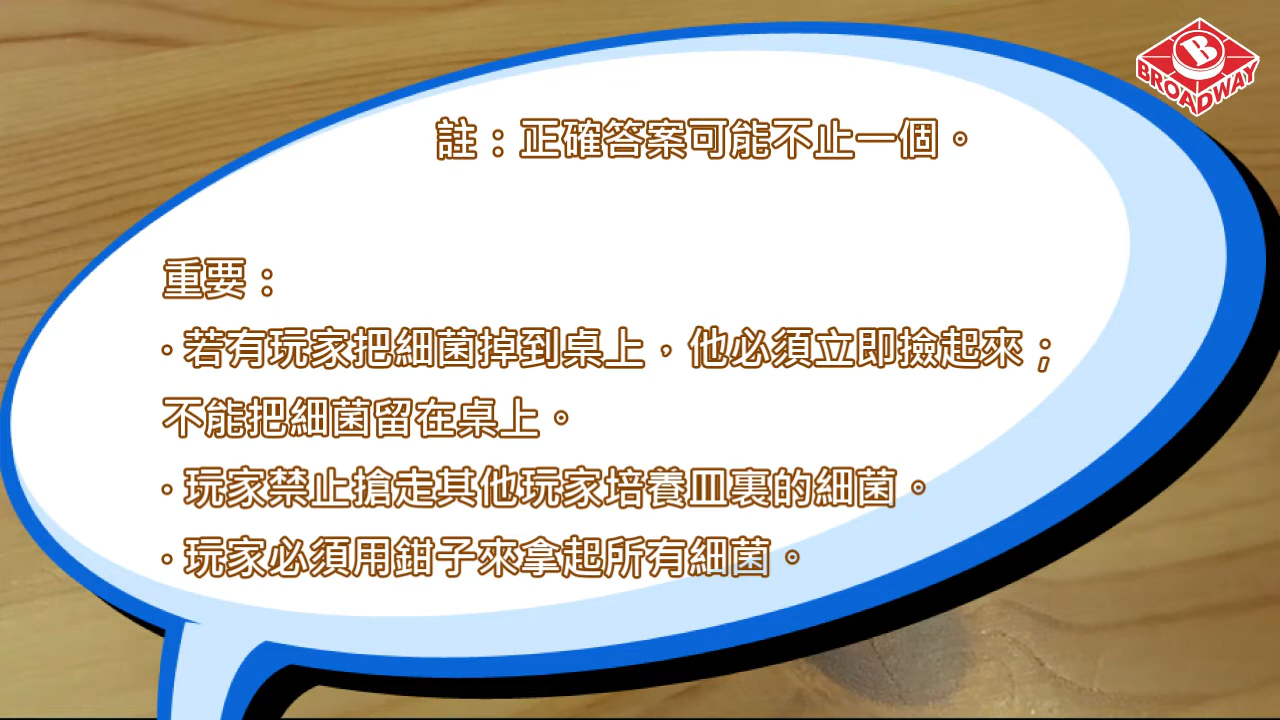 BROADWAY
註：正確答案可能不止一個。
重要：
· 若有玩家把細菌掉到桌上，他必須立即撿起來；
不能把細菌留在桌上。
· 玩家禁止搶走其他玩家培養皿裏的細菌。
· 玩家必須用鉗子來拿起所有細菌。